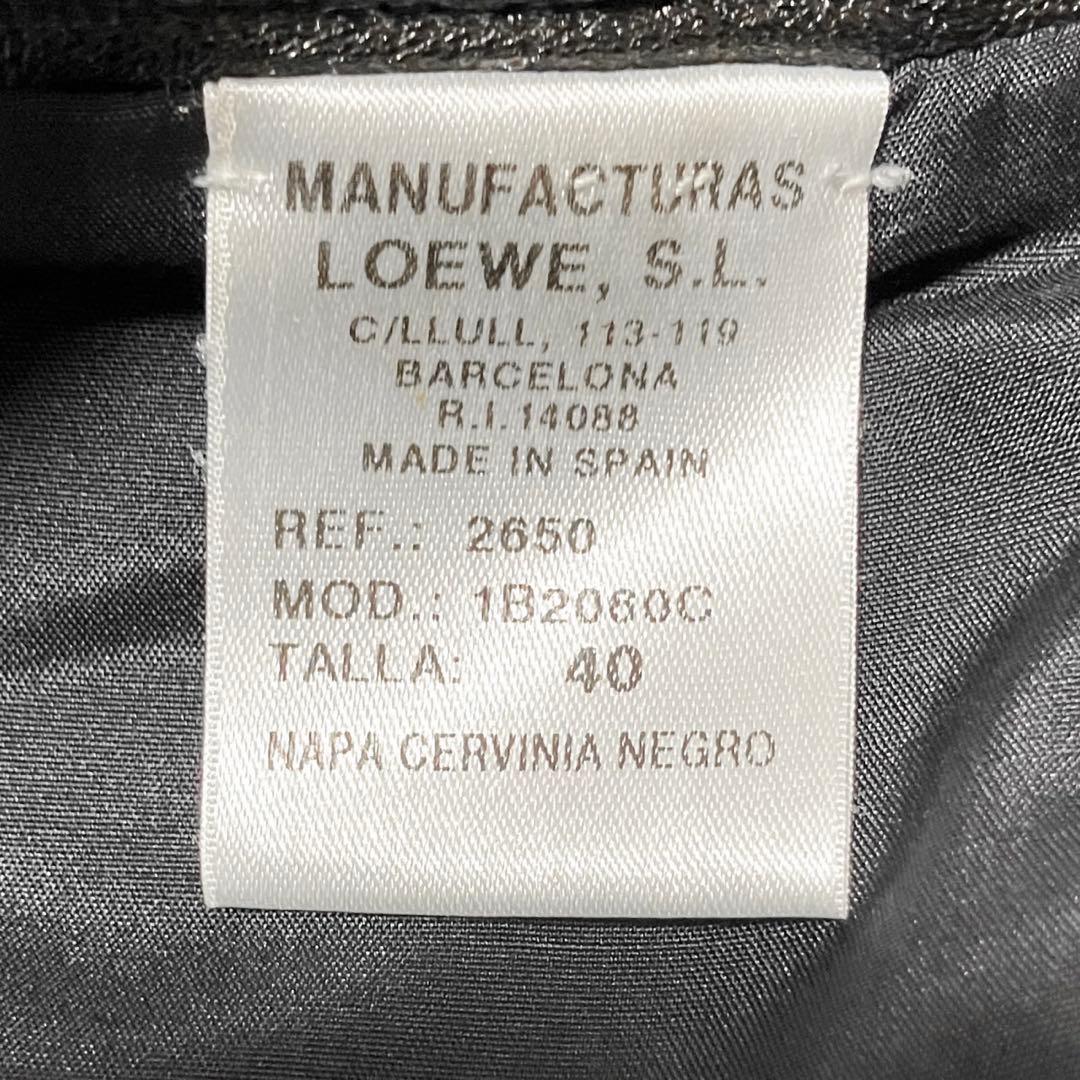 MANUFACTURAS
LOEWE, S.L.
C/LLULL, 113-119
BARCELONA
R.I.14088
MADE IN SPAIN
REF.: 2650
MOD.: 1B2060C
TALLA: 40
NAPA CERVINIA NEGRO